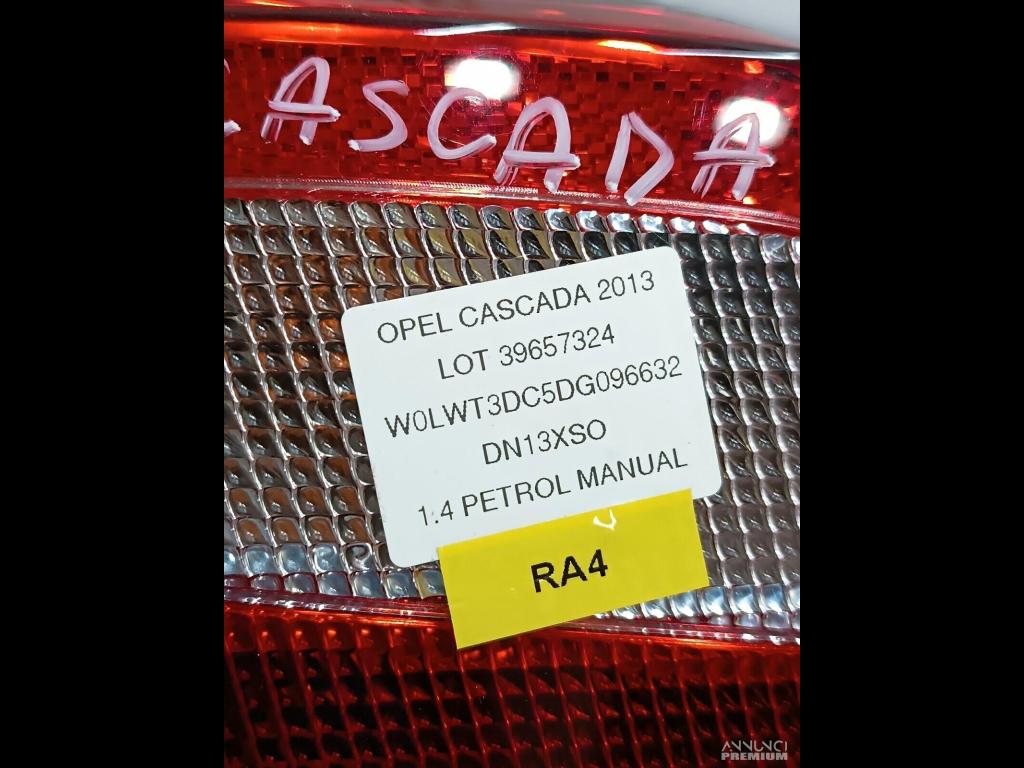 CASCADA
OPEL CASCADA 2013
LOT 39657324
W0LWT3DC5DG096632
DN13XSO
1.4 PETROL MANUAL
RA4
ANNUNCI
PREMIUM